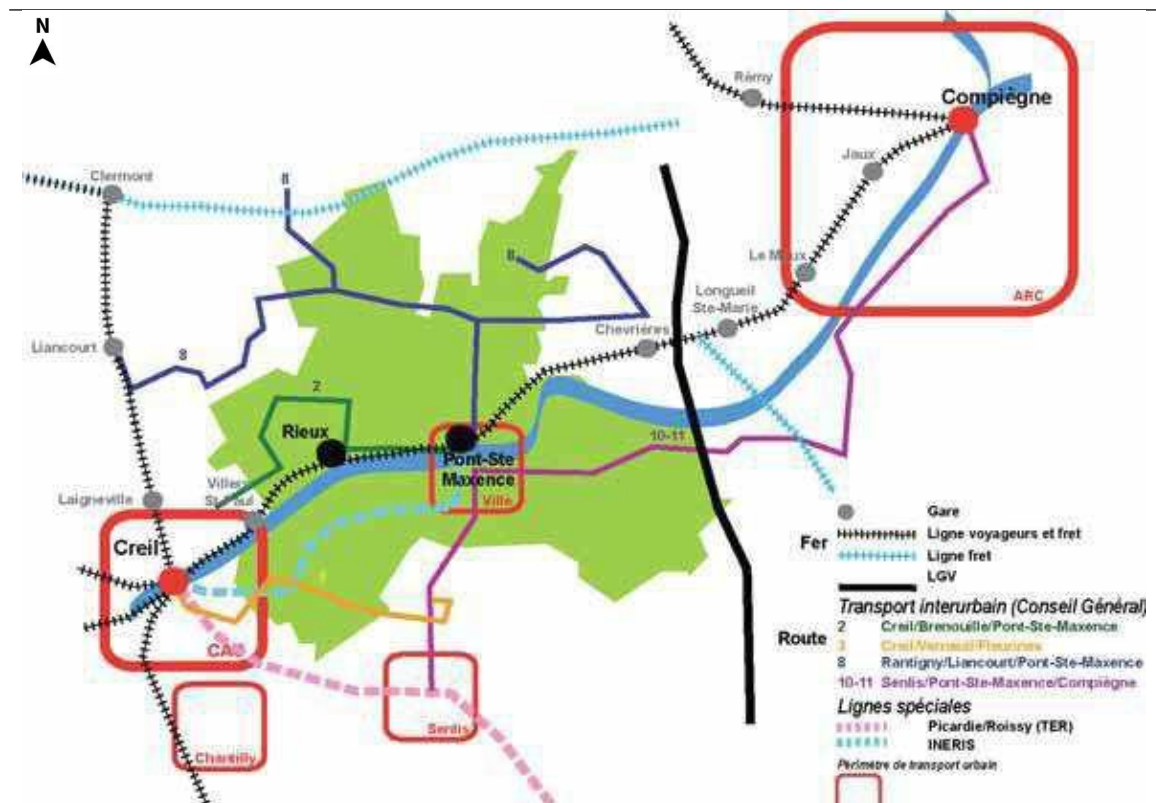 N
Compiègne
Rémy
Jaux
Clermont
8
8
Le Meux
ARC
Longueil
Ste-Marie
Chevrières
Liancourt
8
2
Rieux
10-11
Pont-Ste
Maxence
Ville
Villers
St-Paul
Laigneville
Creil
Chantilly
Senlis
Fer
Gare
Ligne voyageurs et fret
Ligne fret
LGV
Route
Transport interurbain (Conseil Général)
2 Creil/Brenouille/Pont-Ste-Maxence
3 Creil/Verneuil/Fleurines
8 Rantigny/Liancourt/Pont-Ste-Maxence
10-11 Senlis/Pont-Ste-Maxence/Compiègne
Lignes spéciales
Picardie/Roissy (TER)
INERIS
Périmètre de transport urbain